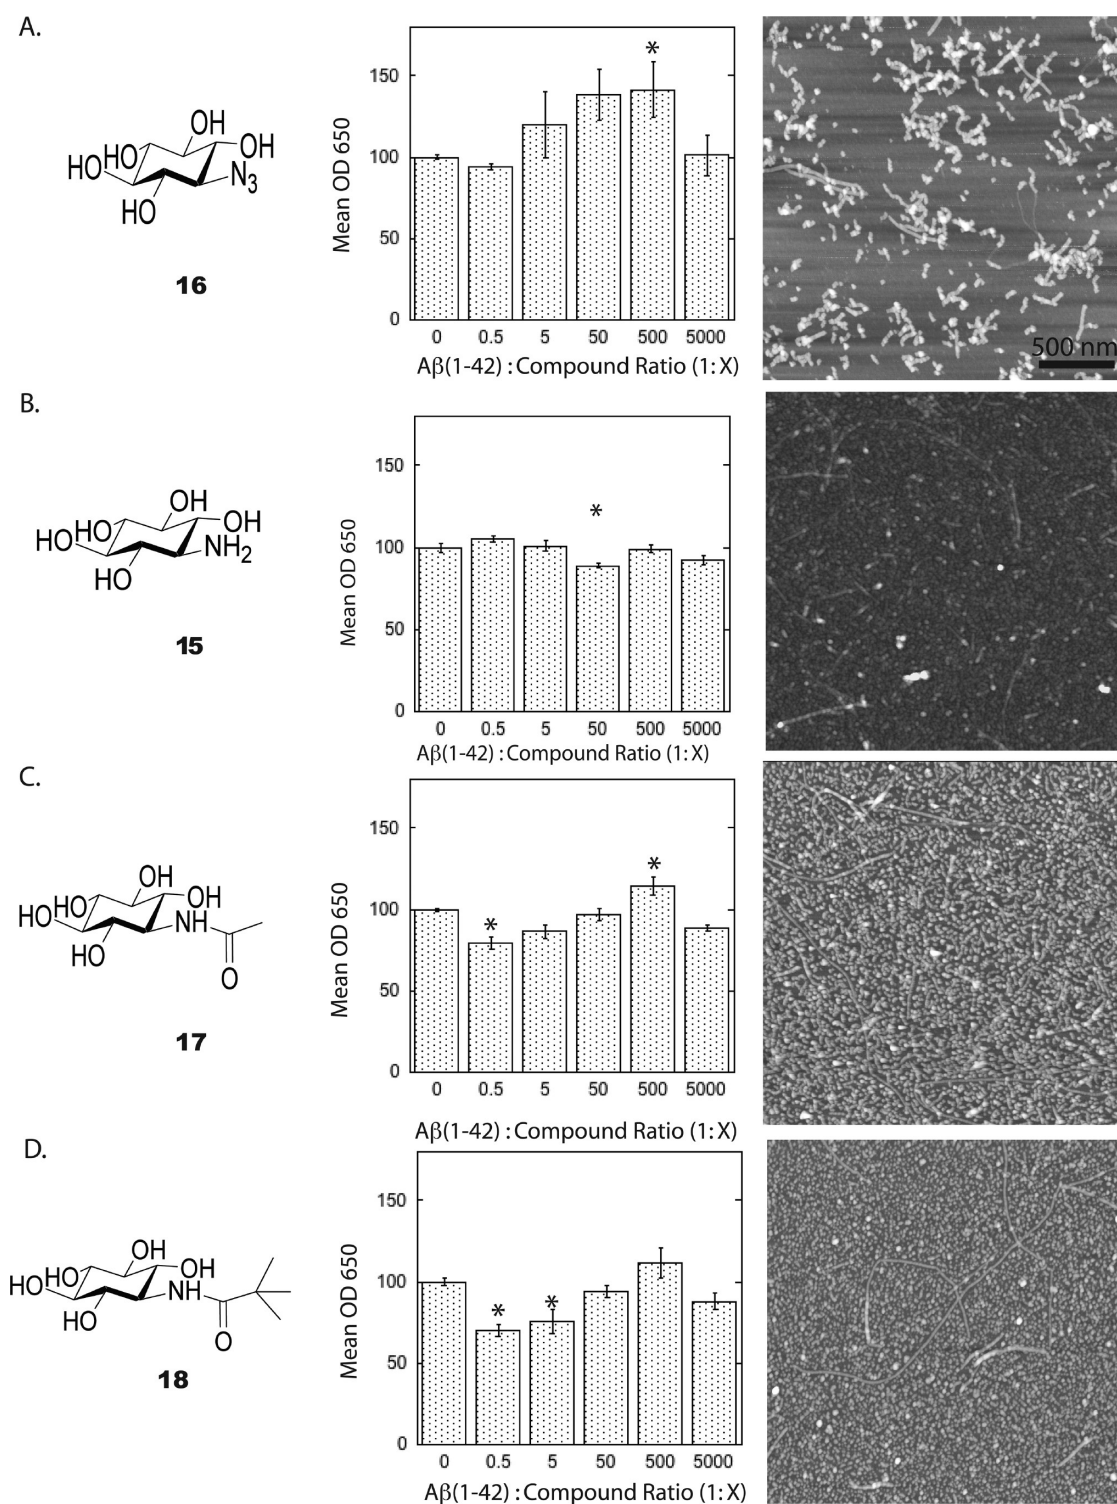 A.
OH
HO
OH
HO
N3
HO
16
Mean OD 650
150
100
50
0
*
0 0.5 5 50 500 5000
Aβ(1-42) : Compound Ratio (1: X)
500 nm
B.
OH
HO
OH
HO
NH2
HO
15
Mean OD 650
150
100
50
0
*
0 0.5 5 50 500 5000
Aβ(1-42) : Compound Ratio (1: X)
C.
OH
HO
OH
HO
NH
HO
O
17
Mean OD 650
150
100
50
0
* *
0 0.5 5 50 500 5000
Aβ(1-42) : Compound Ratio (1: X)
D.
OH
HO
OH
HO
NH
HO
O
18
Mean OD 650
150
100
50
0
* *
0 0.5 5 50 500 5000
Aβ(1-42) : Compound Ratio (1: X)